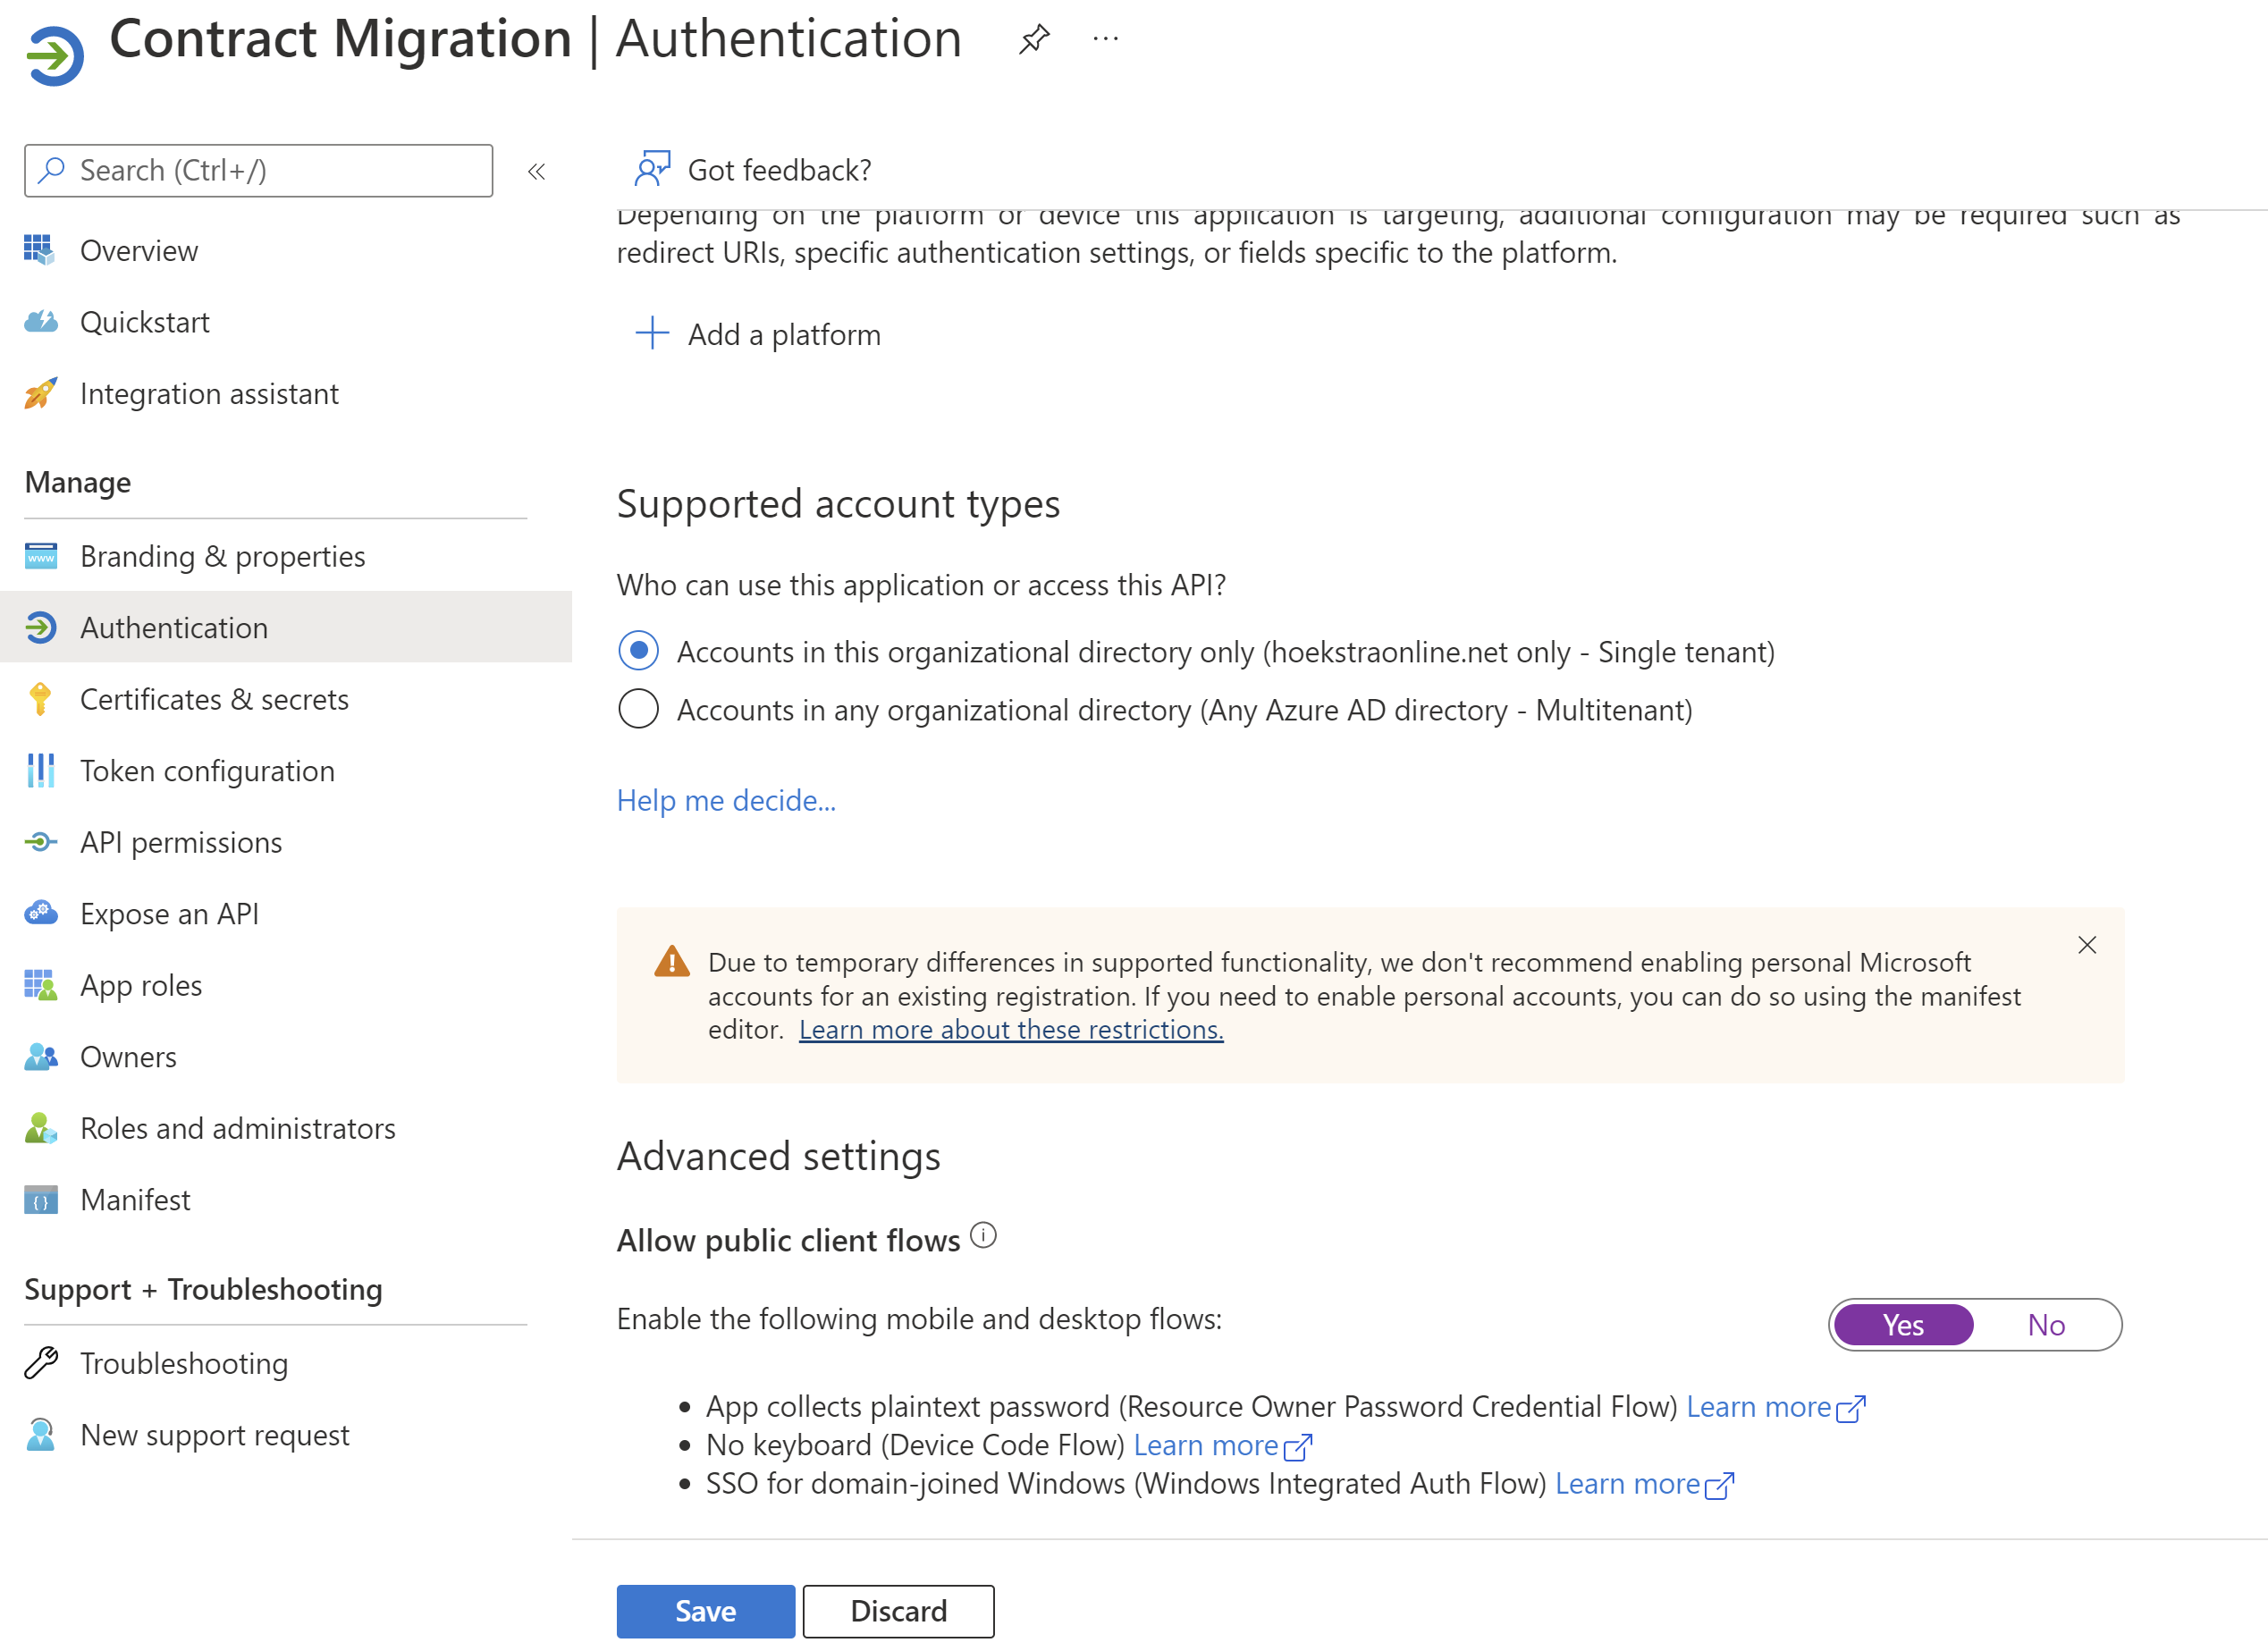 Contract Migration | Authentication
Search (Ctrl+/)
Overview
Quickstart
Integration assistant
Manage
Branding & properties
Authentication
Certificates & secrets
Token configuration
API permissions
Expose an API
App roles
Owners
Roles and administrators
Manifest
Support + Troubleshooting
Troubleshooting
New support request
Got feedback?
Depending on the platform or device this application is targeting, additional configuration may be required such as
redirect URIs, specific authentication settings, or fields specific to the platform.
Add a platform
Supported account types
Who can use this application or access this API?
Accounts in this organizational directory only (hoekstraonline.net only - Single tenant)
Accounts in any organizational directory (Any Azure AD directory - Multitenant)
Help me decide...
Due to temporary differences in supported functionality, we don't recommend enabling personal Microsoft
accounts for an existing registration. If you need to enable personal accounts, you can do so using the manifest
editor. Learn more about these restrictions.
Advanced settings
Allow public client flows
Enable the following mobile and desktop flows:
Yes No
• App collects plaintext password (Resource Owner Password Credential Flow) Learn more
• No keyboard (Device Code Flow) Learn more
• SSO for domain-joined Windows (Windows Integrated Auth Flow) Learn more
Save Discard